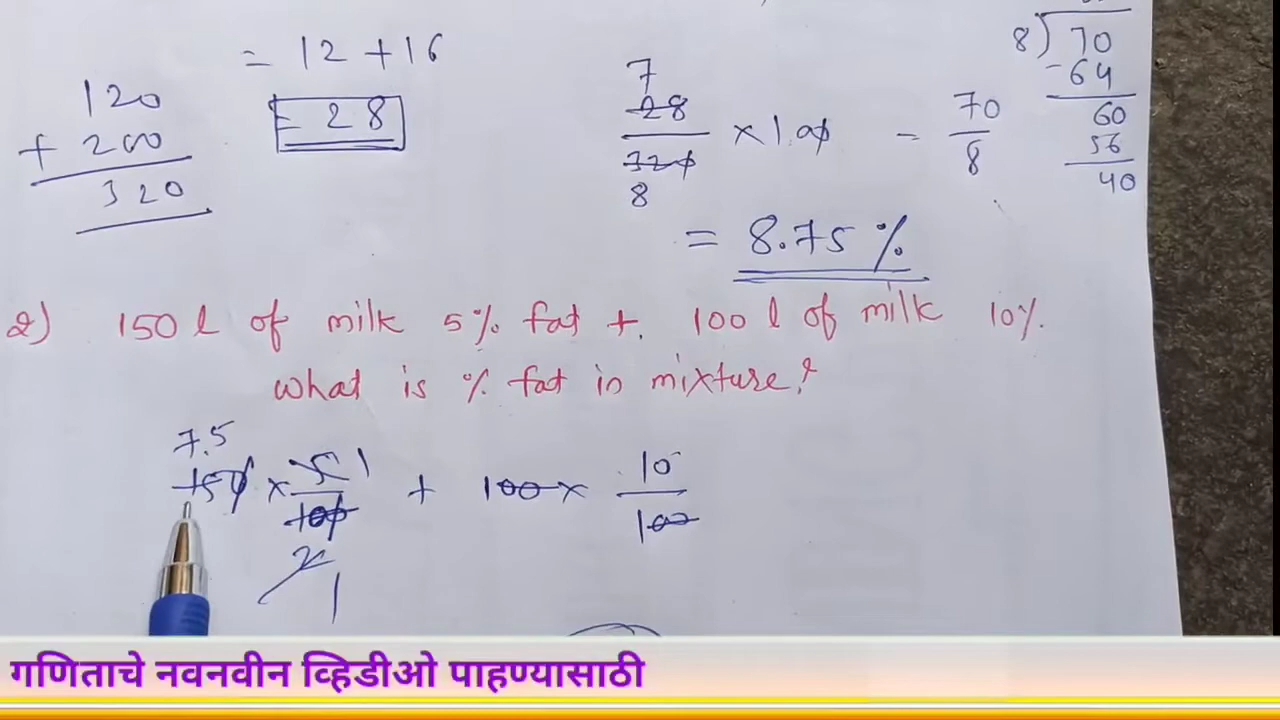 = 12 + 16
= 28
120
+ 200
320
7
28
320
8
× 100 = 70/8
8) 70
- 64
60
56
40
= 8.75 %
2) 150 l of milk 5% fat + 100 l of milk 10%.
what is % fat in mixture?
7.5
150 × 5/100 + 100 × 10/100
1
2
1
गणिताचे नवनवीन व्हिडीओ पाहण्यासाठी